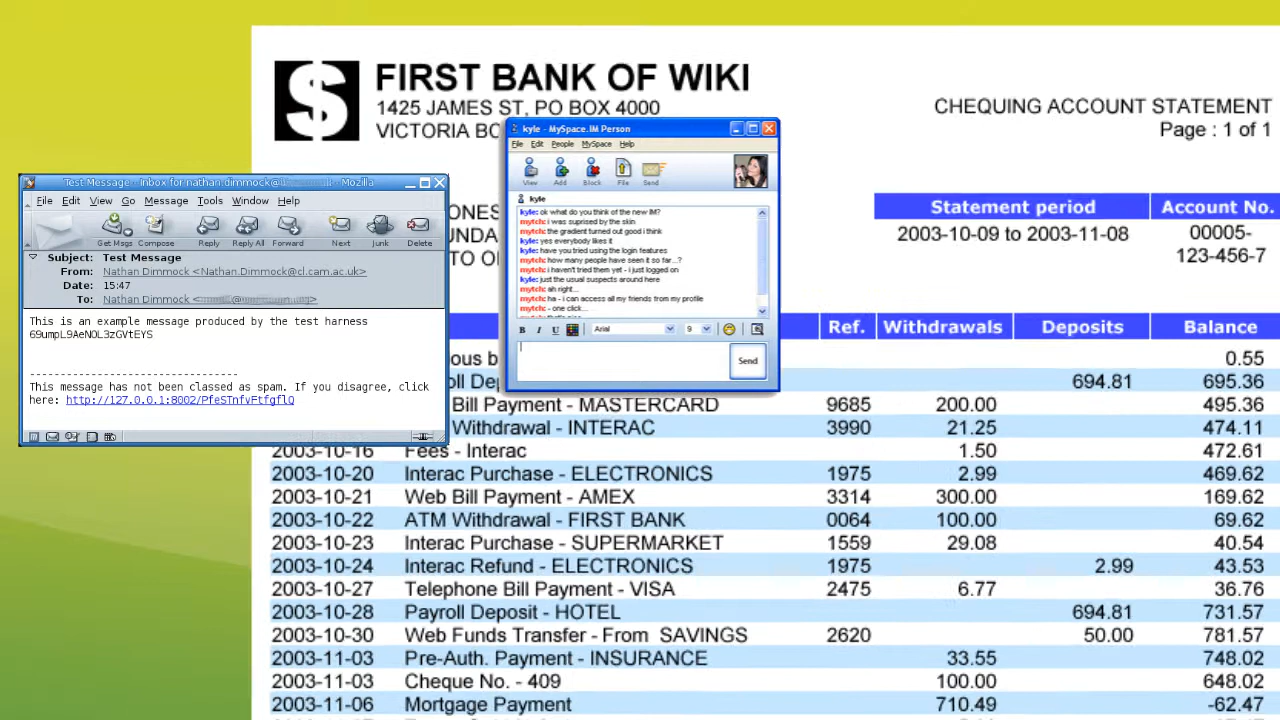 FIRST BANK OF WIKI
1425 JAMES ST, PO BOX 4000
VICTORIA BC
CHEQUING ACCOUNT STATEMENT
Page : 1 of 1
Statement period Account No.
2003-10-09 to 2003-11-08 00005-
123-456-7
Test Message - Inbox for nathan.dimmock@ - Mozilla
File Edit View Go Message Tools Window Help
Get Msgs Compose Reply Reply All Forward Next Junk Delete
Subject: Test Message
From: Nathan Dimmock <Nathan.Dimmock@cl.cam.ac.uk>
Date: 15:47
To: Nathan Dimmock
This is an example message produced by the test harness
69umpL9AeNOL3zGVtEYS
--------------------------------
This message has not been classed as spam. If you disagree, click
here: http://127.0.0.1:8002/PfeSTnfvFtfgflQ
kyle - MySpace.IM Person
File Edit People MySpace Help
View Add Block File Send
kyle
kyle: ok what do you think of the new IM?
mytch: i was suprised by the skin
mytch: the gradient turned out good i think
kyle: yes everybody likes it
kyle: have you tried using the login features
mytch: how many people have seen it so far...?
mytch: i haven't tried them yet - i just logged on
kyle: just the usual suspects around here
mytch: ah right...
mytch: ha - i can access all my friends from my profile
mytch: - one click...
B I U Arial 9
Send
Ref. Withdrawals Deposits Balance
0.55
694.81 695.36
Bill Payment - MASTERCARD 9685 200.00 495.36
Withdrawal - INTERAC 3990 21.25 474.11
2003-10-16 Fees - Interac 1.50 472.61
2003-10-20 Interac Purchase - ELECTRONICS 1975 2.99 469.62
2003-10-21 Web Bill Payment - AMEX 3314 300.00 169.62
2003-10-22 ATM Withdrawal - FIRST BANK 0064 100.00 69.62
2003-10-23 Interac Purchase - SUPERMARKET 1559 29.08 40.54
2003-10-24 Interac Refund - ELECTRONICS 1975 2.99 43.53
2003-10-27 Telephone Bill Payment - VISA 2475 6.77 36.76
2003-10-28 Payroll Deposit - HOTEL 694.81 731.57
2003-10-30 Web Funds Transfer - From SAVINGS 2620 50.00 781.57
2003-11-03 Pre-Auth. Payment - INSURANCE 33.55 748.02
2003-11-03 Cheque No. - 409 100.00 648.02
2003-11-06 Mortgage Payment 710.49 -62.47